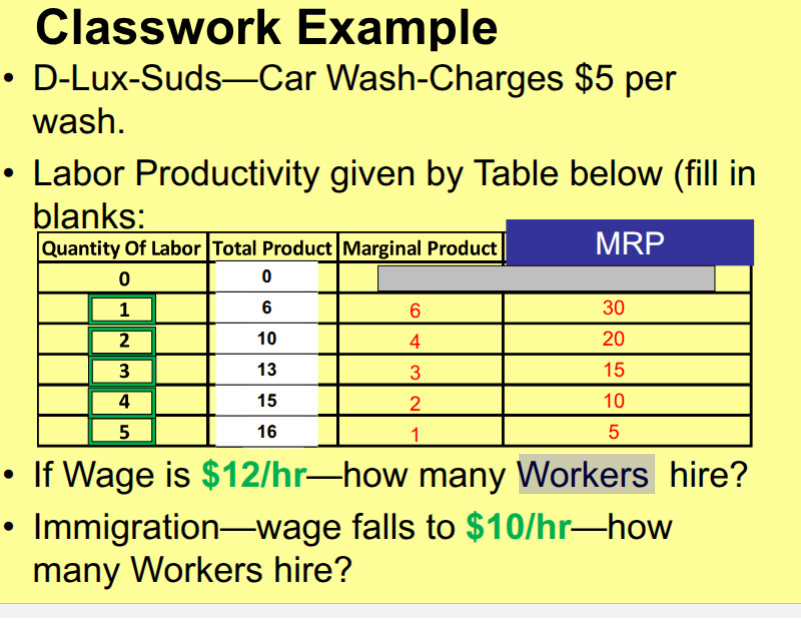 Classwork Example
• D-Lux-Suds—Car Wash-Charges $5 per
wash.
• Labor Productivity given by Table below (fill in
blanks:
Quantity Of Labor Total Product Marginal Product MRP
0 0
1 6 6 30
2 10 4 20
3 13 3 15
4 15 2 10
5 16 1 5
• If Wage is $12/hr—how many Workers hire?
• Immigration—wage falls to $10/hr—how
many Workers hire?